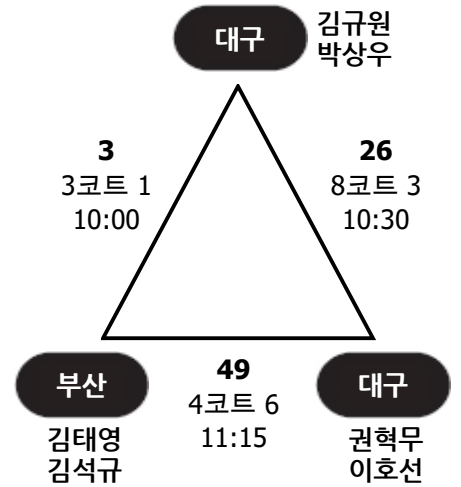 대구
김규원
박상우
3
3코트 1
10:00
26
8코트 3
10:30
부산
김태영
김석규
49
4코트 6
11:15
대구
권혁무
이호선